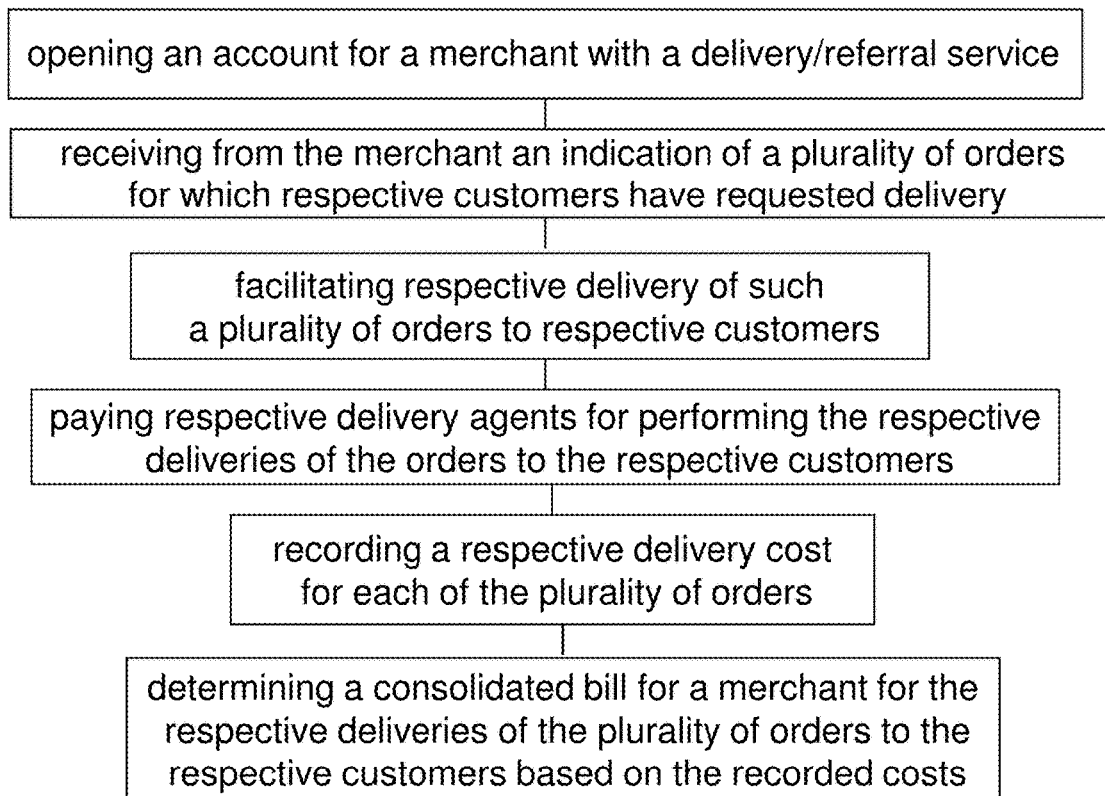 opening an account for a merchant with a delivery/referral service
receiving from the merchant an indication of a plurality of orders
for which respective customers have requested delivery
facilitating respective delivery of such
a plurality of orders to respective customers
paying respective delivery agents for performing the respective
deliveries of the orders to the respective customers
recording a respective delivery cost
for each of the plurality of orders
determining a consolidated bill for a merchant for the
respective deliveries of the plurality of orders to the
respective customers based on the recorded costs